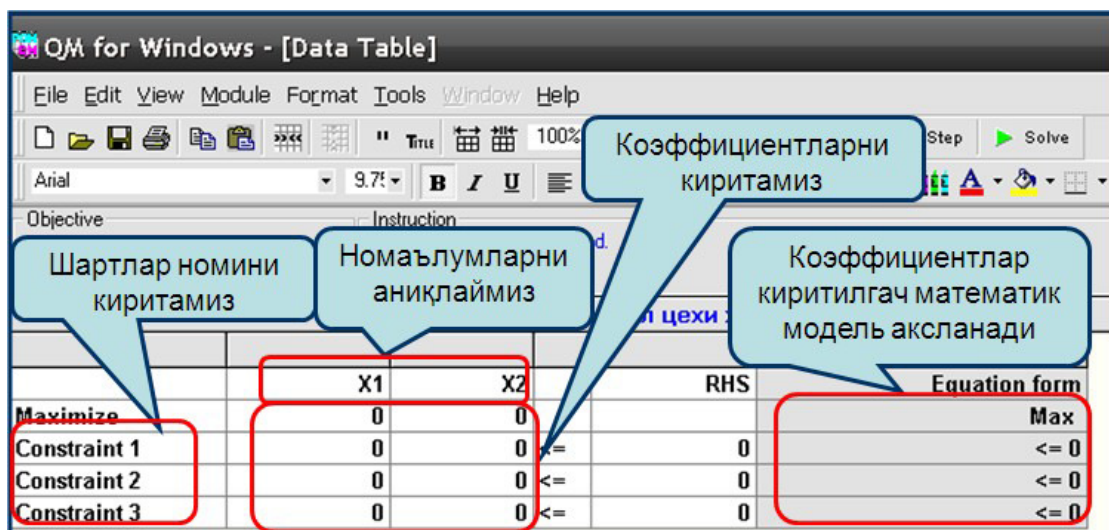 QM for Windows - [Data Table]
File Edit View Module Format Tools Window Help
TITLE 100% Step Solve
Arial 9.75 B I U A
Коэффициентларни
киритамиз
Objective Instruction
Шартлар номини
киритамиз
Номаълумларни
аниқлаймиз
Коэффициентлар
киритилгач математик
модель аксланади
цехи
X1 X2 RHS Equation form
Maximize 0 0 Max
Constraint 1 0 0 <= 0 <= 0
Constraint 2 0 0 <= 0 <= 0
Constraint 3 0 0 <= 0 <= 0